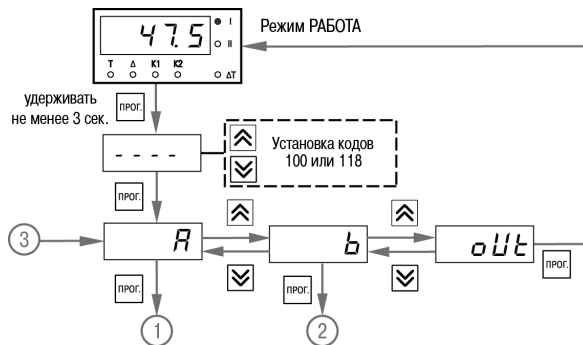 47.5
I
II
Режим РАБОТА
T Δ K1 K2 ΔT
удерживать
не менее 3 сек.
ПРОГ.
- - - -
Установка кодов
100 или 118
ПРОГ.
3
A
b
oUt
ПРОГ.
ПРОГ.
ПРОГ.
1
2